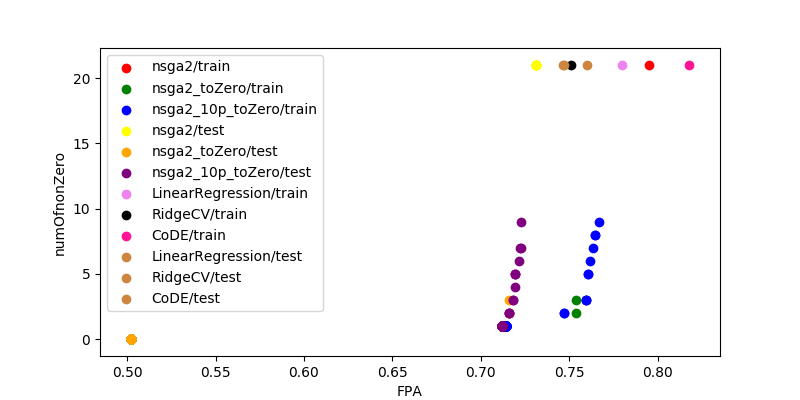 nsga2/train
nsga2_toZero/train
nsga2_10p_toZero/train
nsga2/test
nsga2_toZero/test
nsga2_10p_toZero/test
LinearRegression/train
RidgeCV/train
CoDE/train
LinearRegression/test
RidgeCV/test
CoDE/test
numOfnonZero
20
15
10
5
0
0.50
0.55
0.60
0.65
0.70
0.75
0.80
FPA